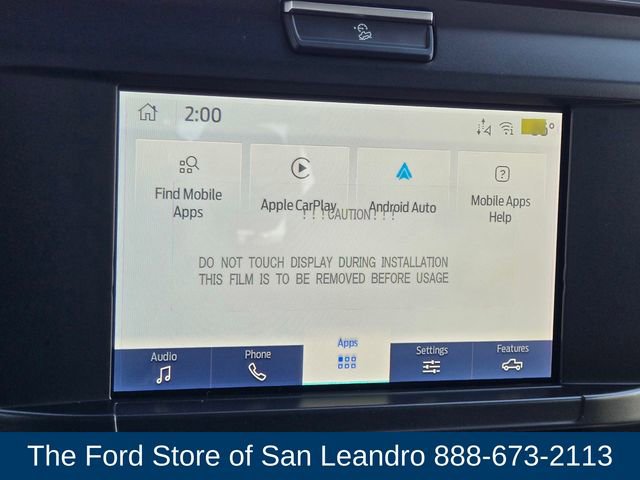 2:00
Find Mobile
Apps
Apple CarPlay
Android Auto
Mobile Apps
Help
!!!CAUTION!!!
DO NOT TOUCH DISPLAY DURING INSTALLATION
THIS FILM IS TO BE REMOVED BEFORE USAGE
Audio
Phone
Apps
Settings
Features
The Ford Store of San Leandro 888-673-2113